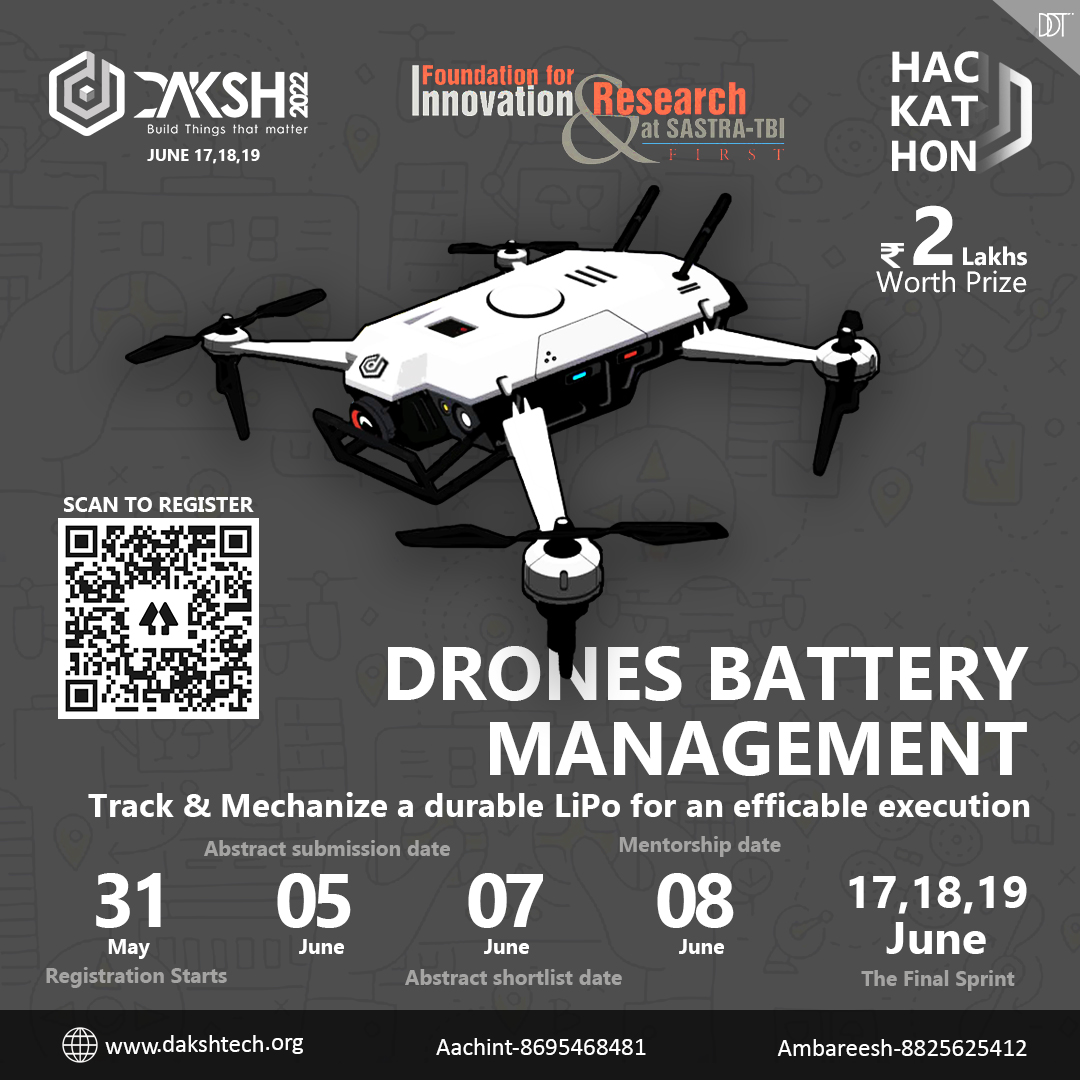 DDT
DAKSH 2022
Build Things that matter
JUNE 17,18,19
Foundation for
Innovation & Research
at SASTRA-TBI
FIRST
HAC
KAT
HON
₹ 2 Lakhs
Worth Prize
SCAN TO REGISTER
DRONES BATTERY
MANAGEMENT
Track & Mechanize a durable LiPo for an efficable execution
31
May
Registration Starts
Abstract submission date
05
June
07
June
Abstract shortlist date
Mentorship date
08
June
17,18,19
June
The Final Sprint
www.dakshtech.org
Aachint-8695468481
Ambareesh-8825625412